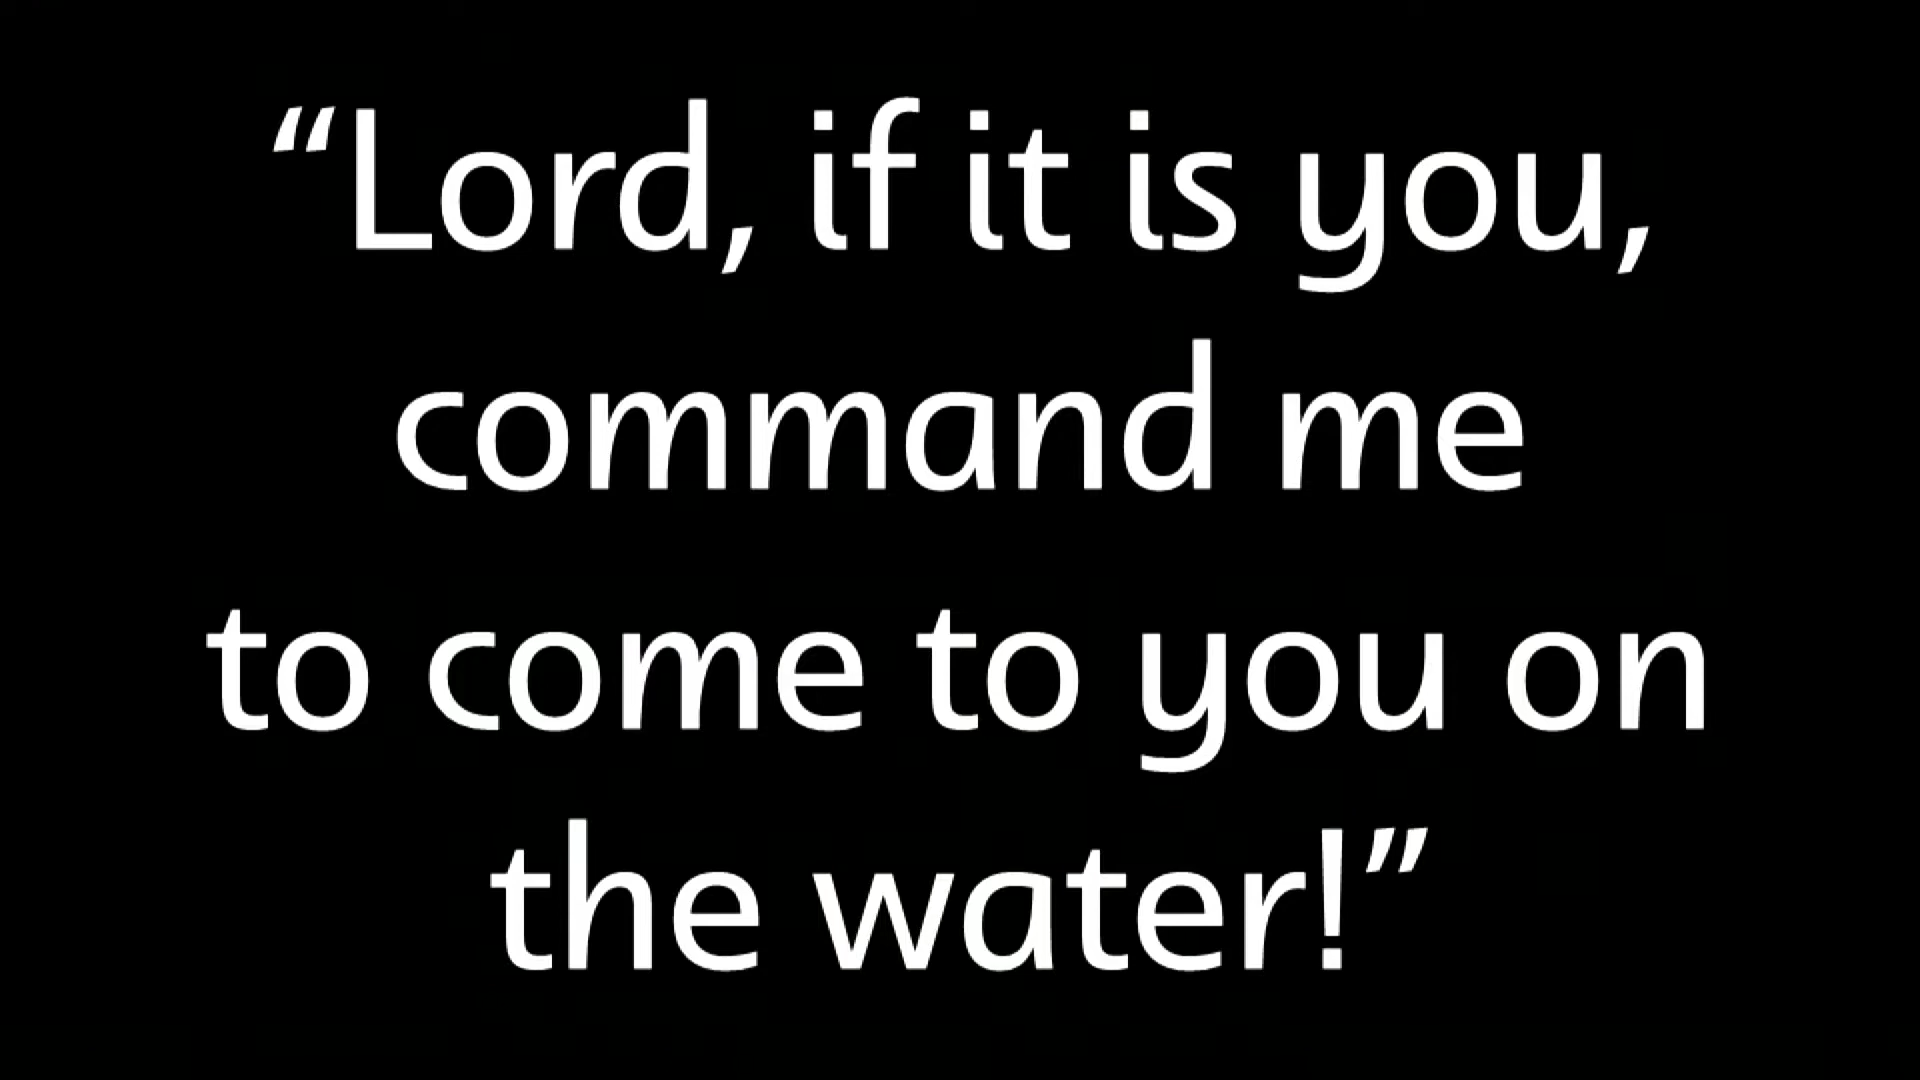 “Lord, if it is you,
command me
to come to you on
the water!”